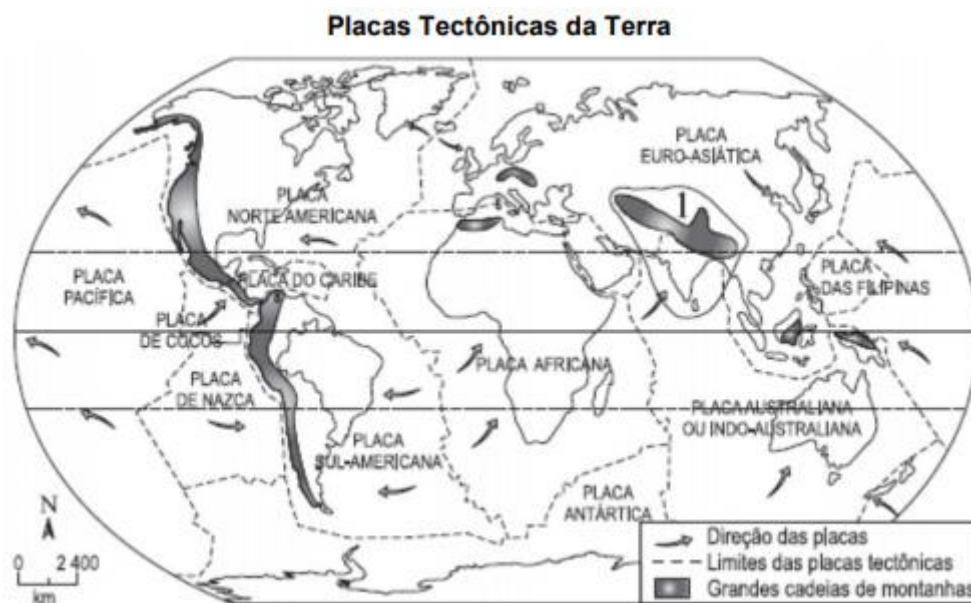 Placas Tectônicas da Terra
PLACA
EURO-ASIÁTICA
1
PLACA
NORTE AMERICANA
PLACA DO CARIBE
PLACA
PACÍFICA
PLACA
DAS FILIPINAS
PLACA
DE COCOS
PLACA AFRICANA
PLACA
DE NAZCA
PLACA AUSTRALIANA
OU INDO-AUSTRALIANA
PLACA
SUL-AMERICANA
PLACA
ANTÁRTICA
N
0 2 400
km
Direção das placas
Limites das placas tectônicas
Grandes cadeias de montanhas